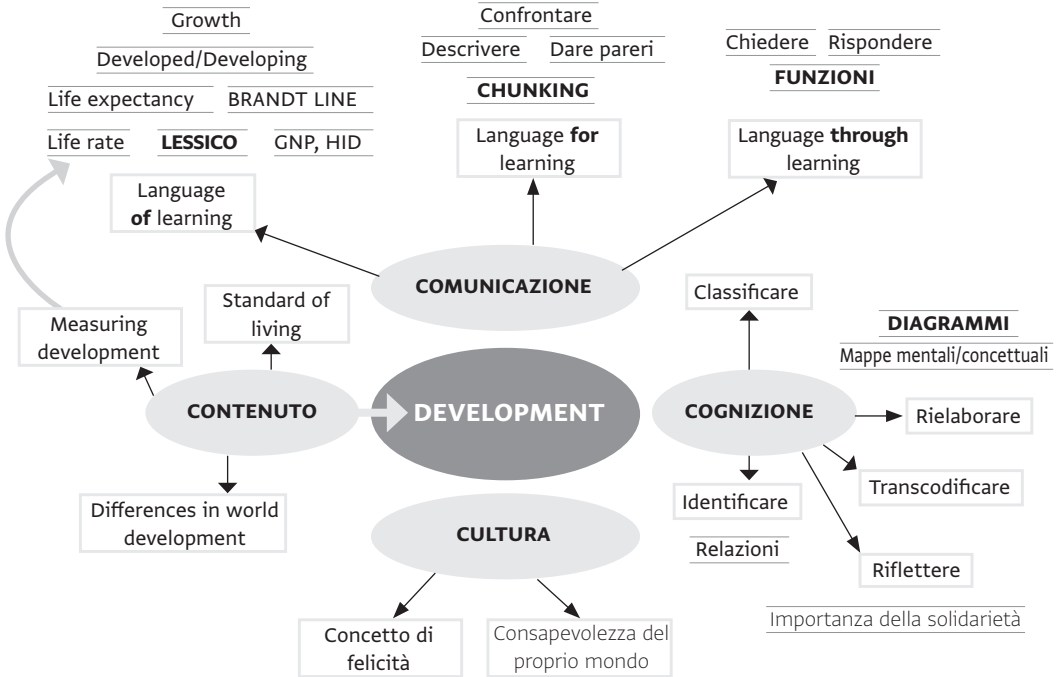 Growth
Developed/Developing
Life expectancy
BRANDT LINE
Life rate
LESSICO
GNP, HID
Language
of learning
Confrontare
Descrivere
Dare pareri
CHUNKING
Language for
learning
Chiedere
Rispondere
FUNZIONI
Language through
learning
COMUNICAZIONE
Measuring
development
Standard of
living
CONTENUTO
DEVELOPMENT
Differences in world
development
Classificare
DIAGRAMMI
Mappe mentali/concettuali
COGNIZIONE
Rielaborare
Transcodificare
Identificare
Relazioni
Riflettere
Importanza della solidarietà
CULTURA
Concetto di
felicità
Consapevolezza del
proprio mondo